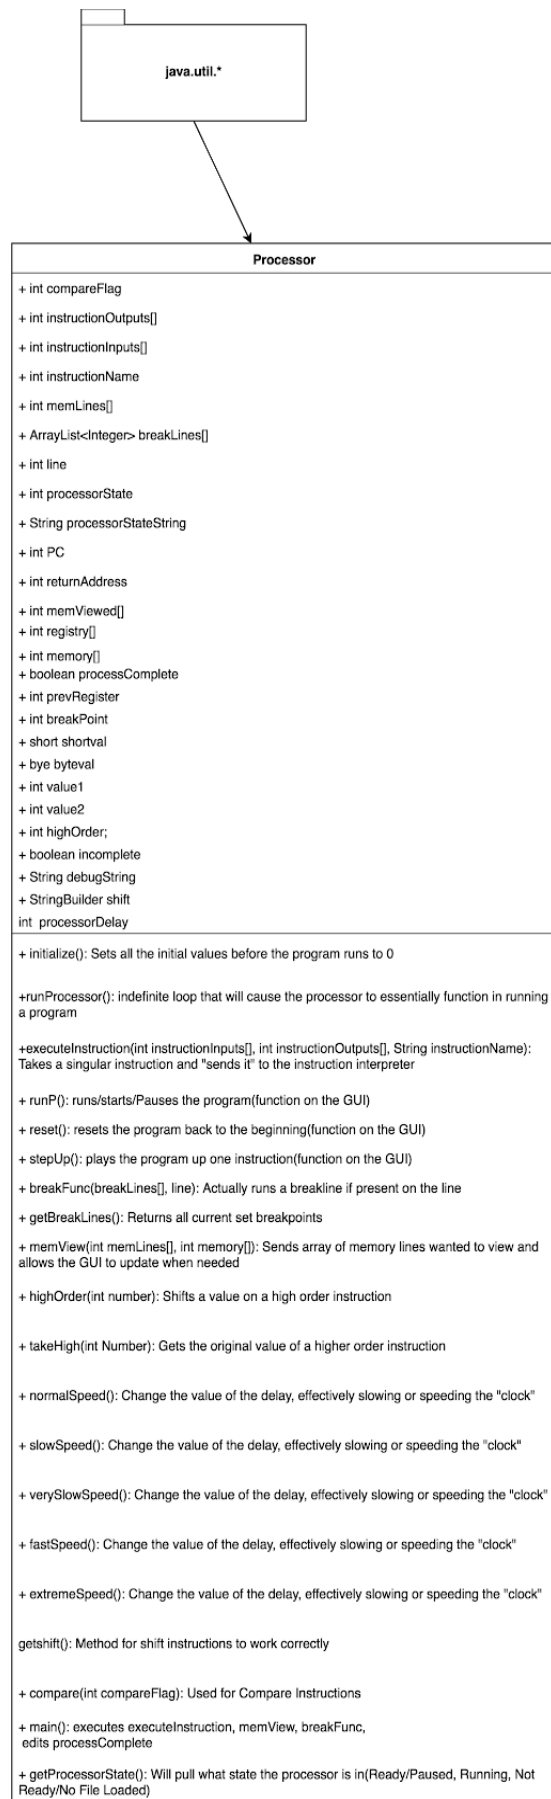 java.util.*
Processor
+ int compareFlag
+ int instructionOutputs[]
+ int instructionInputs[]
+ int instructionName
+ int memLines[]
+ ArrayList<Integer> breakLines[]
+ int line
+ int processorState
+ String processorStateString
+ int PC
+ int returnAddress
+ int memViewed[]
+ int registry[]
+ int memory[]
+ boolean processComplete
+ int prevRegister
+ int breakPoint
+ short shortval
+ bye byteval
+ int value1
+ int value2
+ int highOrder;
+ boolean incomplete
+ String debugString
+ StringBuilder shift
int processorDelay
+ initialize(): Sets all the initial values before the program runs to 0
+runProcessor(): indefinite loop that will cause the processor to essentially function in running
a program
+executeInstruction(int instructionInputs[], int instructionOutputs[], String instructionName):
Takes a singular instruction and "sends it" to the instruction interpreter
+ runP(): runs/starts/Pauses the program(function on the GUI)
+ reset(): resets the program back to the beginning(function on the GUI)
+ stepUp(): plays the program up one instruction(function on the GUI)
+ breakFunc(breakLines[], line): Actually runs a breakline if present on the line
+ getBreakLines(): Returns all current set breakpoints
+ memView(int memLines[], int memory[]): Sends array of memory lines wanted to view and
allows the GUI to update when needed
+ highOrder(int number): Shifts a value on a high order instruction
+ takeHigh(int Number): Gets the original value of a higher order instruction
+ normalSpeed(): Change the value of the delay, effectively slowing or speeding the "clock"
+ slowSpeed(): Change the value of the delay, effectively slowing or speeding the "clock"
+ verySlowSpeed(): Change the value of the delay, effectively slowing or speeding the "clock"
+ fastSpeed(): Change the value of the delay, effectively slowing or speeding the "clock"
+ extremeSpeed(): Change the value of the delay, effectively slowing or speeding the "clock"
getshift(): Method for shift instructions to work correctly
+ compare(int compareFlag): Used for Compare Instructions
+ main(): executes executeInstruction, memView, breakFunc,
edits processComplete
+ getProcessorState(): Will pull what state the processor is in(Ready/Paused, Running, Not
Ready/No File Loaded)